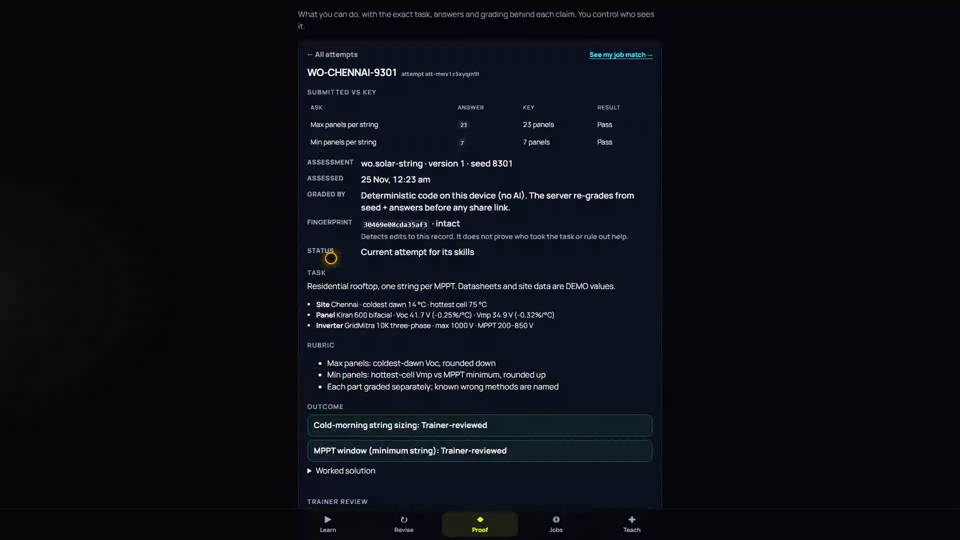 What you can do, with the exact task, answers and grading behind each claim. You control who sees
it.
← All attempts See my job match →
WO-CHENNAI-9301
SUBMITTED VS KEY
ASK ANSWER KEY RESULT
Max panels per string 23 23 panels Pass
Min panels per string 7 7 panels Pass
ASSESSMENT wo.solar-string · version 1 · seed 8301
ASSESSED 25 Nov, 12:23 am
GRADED BY Deterministic code on this device (no AI). The server re-grades from
seed + answers before any share link.
FINGERPRINT 30469e08cda35af3 · intact
Detects edits to this record. It does not prove who took the task or rule out help.
STATUS Current attempt for its skills
TASK
Residential rooftop, one string per MPPT. Datasheets and site data are DEMO values.
• Site Chennai · coldest dawn 14 °C · hottest cell 75 °C
• Panel Kiran 600 bifacial · Voc 41.7 V (-0.25%/°C) · Vmp 34.9 V (-0.32%/°C)
• Inverter GridMitra 10K three-phase · max 1000 V · MPPT 200–850 V
RUBRIC
• Max panels: coldest-dawn Voc, rounded down
• Min panels: hottest-cell Vmp vs MPPT minimum, rounded up
• Each part graded separately; known wrong methods are named
OUTCOME
Cold-morning string sizing: Trainer-reviewed
MPPT window (minimum string): Trainer-reviewed
▶ Worked solution
TRAINER REVIEW
Learn Revise Proof Jobs Teach